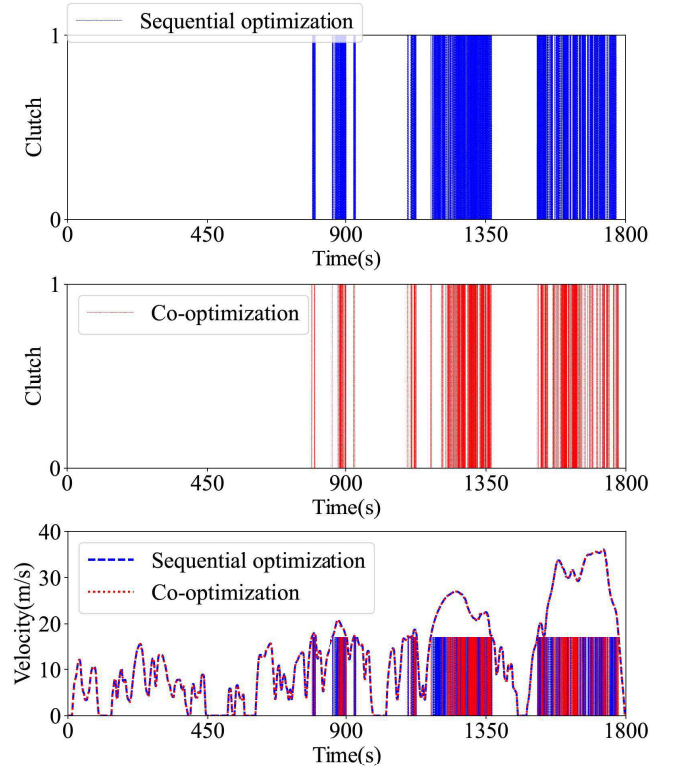 Sequential optimization
1
Clutch
0
0 450 900 1350 1800
Time(s)
1
Co-optimization
Clutch
0
0 450 900 1350 1800
Time(s)
40
Sequential optimization
30
Co-optimization
Velocity(m/s)
20
10
0
0 450 900 1350 1800
Time(s)